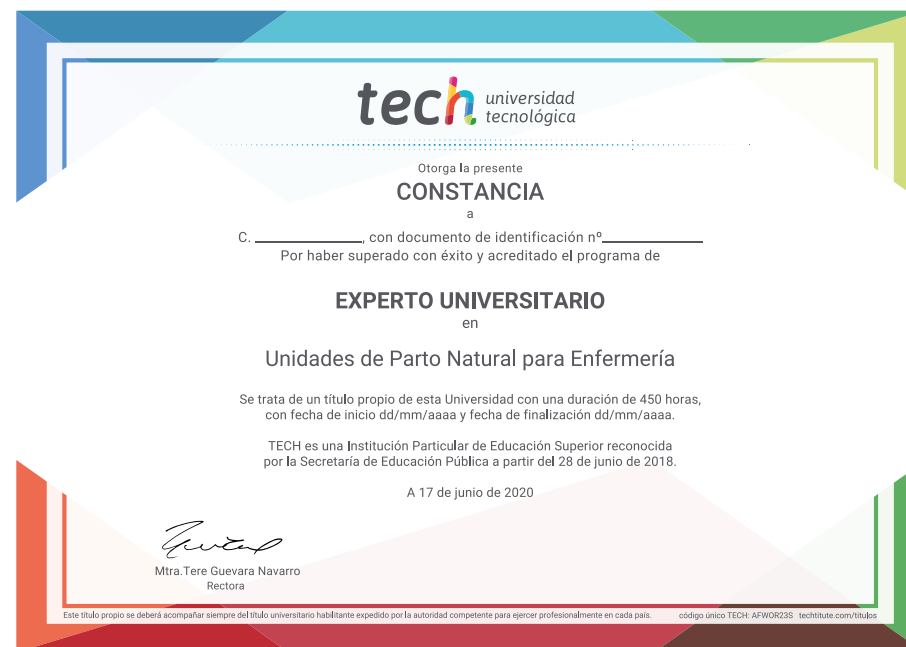 tech universidad
tecnológica
Otorga la presente
CONSTANCIA
a
C. ____________, con documento de identificación nº____________
Por haber superado con éxito y acreditado el programa de
EXPERTO UNIVERSITARIO
en
Unidades de Parto Natural para Enfermería
Se trata de un título propio de esta Universidad con una duración de 450 horas,
con fecha de inicio dd/mm/aaaa y fecha de finalización dd/mm/aaaa.
TECH es una Institución Particular de Educación Superior reconocida
por la Secretaría de Educación Pública a partir del 28 de junio de 2018.
A 17 de junio de 2020
Mtra.Tere Guevara Navarro
Rectora
Este título propio se deberá acompañar siempre del título universitario habilitante expedido por la autoridad competente para ejercer profesionalmente en cada país. código único TECH: AFWOR23S techtitute.com/titulos